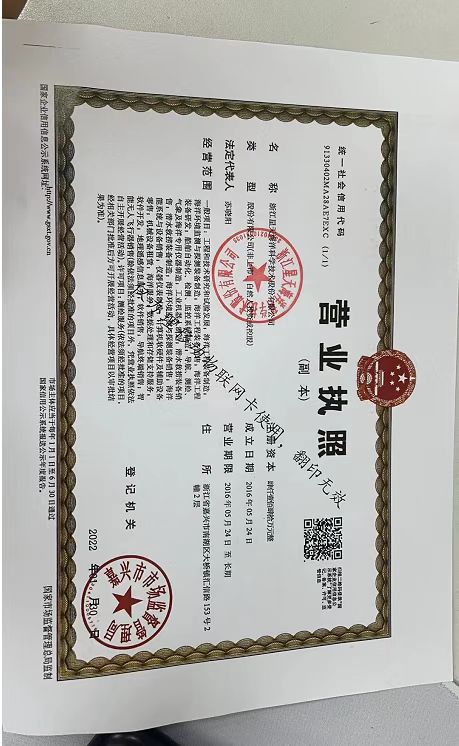 统一社会信用代码
91330402MA28AE7EXC (1/1)
营业执照
(副本)
扫描二维码登录"国家企业信用信息公示系统"了解更多登记、备案、许可、监管信息
名称 浙江星天海洋科学技术股份有限公司
类型 股份有限公司(非上市、自然人投资或控股)
法定代表人 苏晓阳
经营范围 一般项目:工程和技术研究和试验发展;海洋工程装备制造;
海洋环境监测与探测装备制造;海洋工程装备销售;海洋工程
装备研发;船舶自动化、检测、监控系统制造;导航、测绘、
气象及海洋专用仪器制造;工业机器人制造;潜水救捞装备销
售;潜水救捞装备制造;海洋环境监测与探测装备销售;海洋
能系统与设备销售;仪器仪表销售;计算机软硬件及辅助设备
零售;机械设备租赁;海洋服务;数据处理和存储支持服务;
软件开发;地理遥感信息服务;软件销售;导航终端销售;智
能无人飞行器销售(除依法须经批准的项目外,凭营业执照依法
自主开展经营活动)。许可项目:测绘服务(依法须经批准的项目,
经相关部门批准后方可开展经营活动,具体经营项目以审批
结果为准)。
注册资本 肆仟壹佰肆拾万元整
成立日期 2016年05月24日
营业期限 2016年05月24日至长期
住所 浙江省嘉兴市南湖区大桥镇汇信路153号2
幢2层
物联网卡使用,翻印无效
浙江星天海洋科学技术股份有限公司
登记机关
嘉兴市市场监督管理局
2022年01月30日
国家企业信用信息公示系统网址:http://www.gsxt.gov.cn
市场主体应当于每年1月1日至6月30日通过
国家信用公示系统报送公示年度报告。
国家市场监督管理总局监制